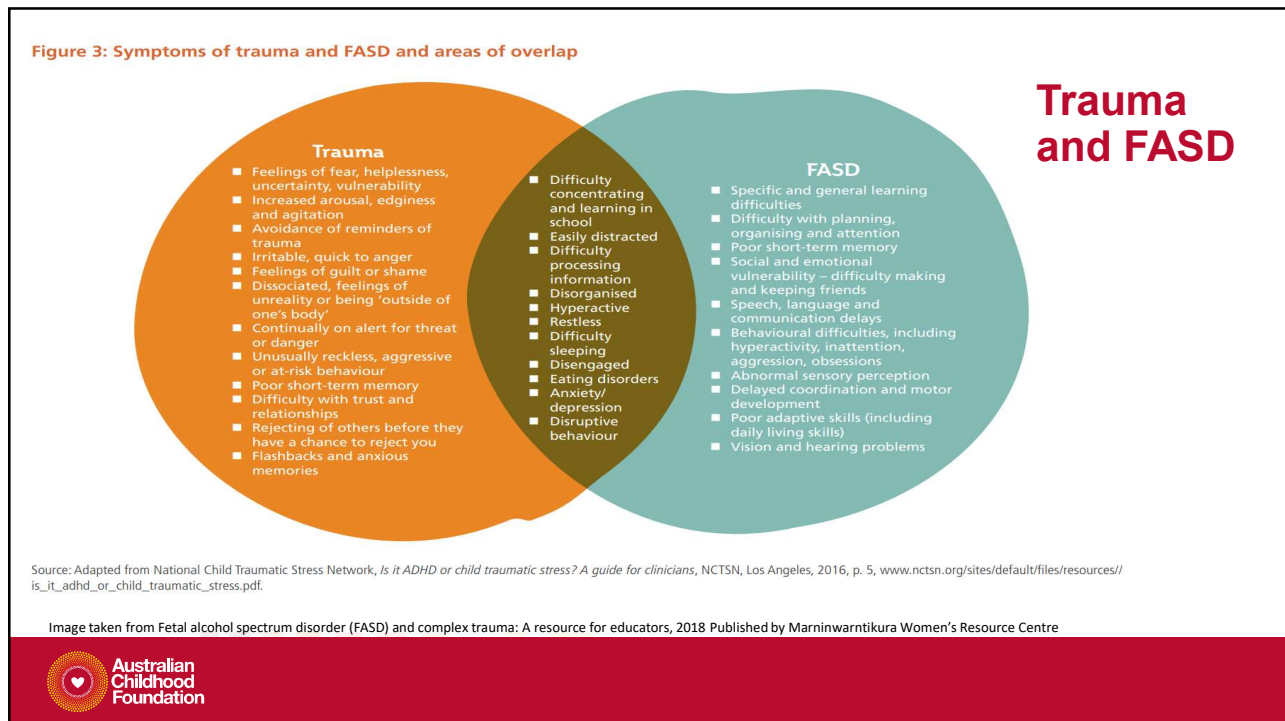 Figure 3: Symptoms of trauma and FASD and areas of overlap
Trauma
and FASD
Trauma
■ Feelings of fear, helplessness,
uncertainty, vulnerability
■ Increased arousal, edginess
and agitation
■ Avoidance of reminders of
trauma
■ Irritable, quick to anger
■ Feelings of guilt or shame
■ Dissociated, feelings of
unreality or being ‘outside of
one’s body’
■ Continually on alert for threat
or danger
■ Unusually reckless, aggressive
or at-risk behaviour
■ Poor short-term memory
■ Difficulty with trust and
relationships
■ Rejecting of others before they
have a chance to reject you
■ Flashbacks and anxious
memories
■ Difficulty
concentrating
and learning in
school
■ Easily distracted
■ Difficulty
processing
information
■ Disorganised
■ Hyperactive
■ Restless
■ Difficulty
sleeping
■ Disengaged
■ Eating disorders
■ Anxiety/
depression
■ Disruptive
behaviour
FASD
■ Specific and general learning
difficulties
■ Difficulty with planning,
organising and attention
■ Poor short-term memory
■ Social and emotional
vulnerability – difficulty making
and keeping friends
■ Speech, language and
communication delays
■ Behavioural difficulties, including
hyperactivity, inattention,
aggression, obsessions
■ Abnormal sensory perception
■ Delayed coordination and motor
development
■ Poor adaptive skills (including
daily living skills)
■ Vision and hearing problems
Source: Adapted from National Child Traumatic Stress Network, Is it ADHD or child traumatic stress? A guide for clinicians, NCTSN, Los Angeles, 2016, p. 5, www.nctsn.org/sites/default/files/resources//
is_it_adhd_or_child_traumatic_stress.pdf.
Image taken from Fetal alcohol spectrum disorder (FASD) and complex trauma: A resource for educators, 2018 Published by Marninwarntikura Women’s Resource Centre
Australian
Childhood
Foundation